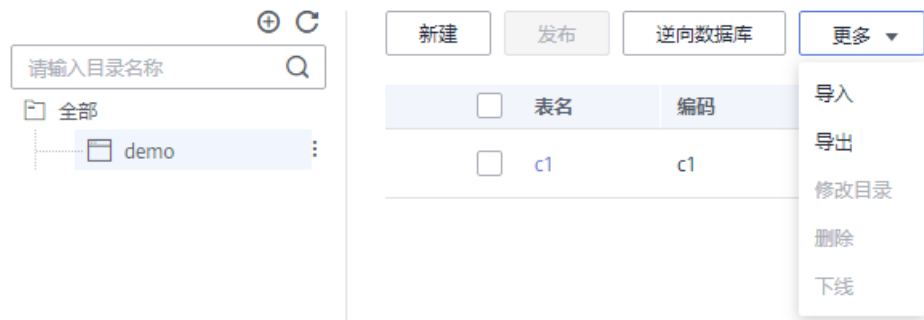 请输入目录名称
全部
demo
新建 发布 逆向数据库 更多
表名 编码
c1 c1
导入
导出
修改目录
删除
下线